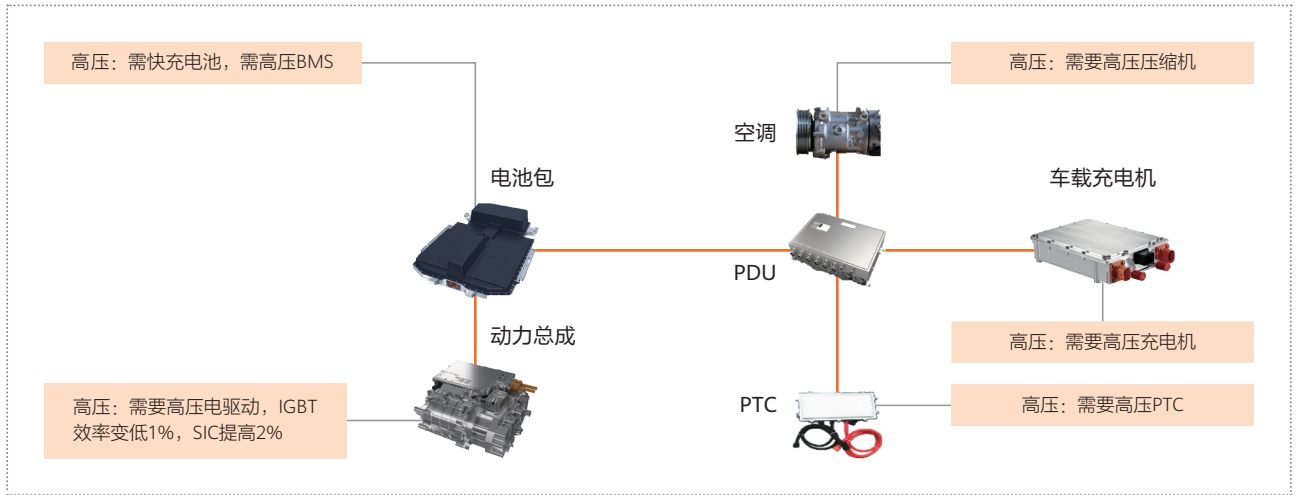 高压：需快充电池，需高压BMS
高压：需要高压压缩机
空调
电池包
车载充电机
PDU
动力总成
高压：需要高压充电机
高压：需要高压电驱动，IGBT
效率变低1%，SIC提高2%
PTC
高压：需要高压PTC